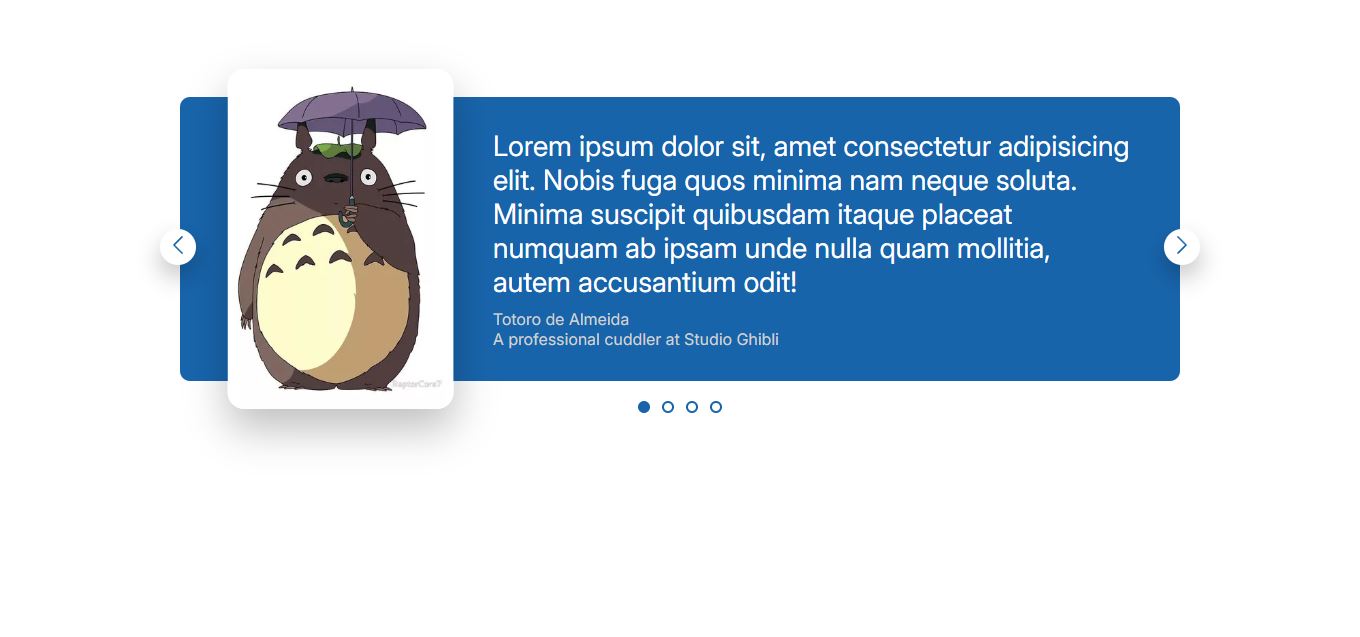 Lorem ipsum dolor sit, amet consectetur adipisicing
elit. Nobis fuga quos minima nam neque soluta.
Minima suscipit quibusdam itaque placeat
numquam ab ipsam unde nulla quam mollitia,
autem accusantium odit!
Totoro de Almeida
A professional cuddler at Studio Ghibli
RaptorCore7